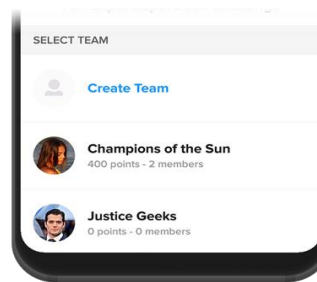 SELECT TEAM
Create Team
Champions of the Sun
400 points - 2 members
Justice Geeks
0 points - 0 members